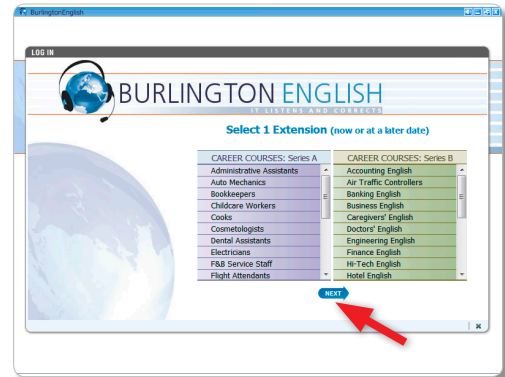 BurlingtonEnglish
LOG IN
BURLINGTON ENGLISH
IT LISTENS AND CORRECTS
Select 1 Extension (now or at a later date)
CAREER COURSES: Series A
Administrative Assistants
Auto Mechanics
Bookkeepers
Childcare Workers
Cooks
Cosmetologists
Dental Assistants
Electricians
F&B Service Staff
Flight Attendants
CAREER COURSES: Series B
Accounting English
Air Traffic Controllers
Banking English
Business English
Caregivers' English
Doctors' English
Engineering English
Finance English
Hi-Tech English
Hotel English
NEXT